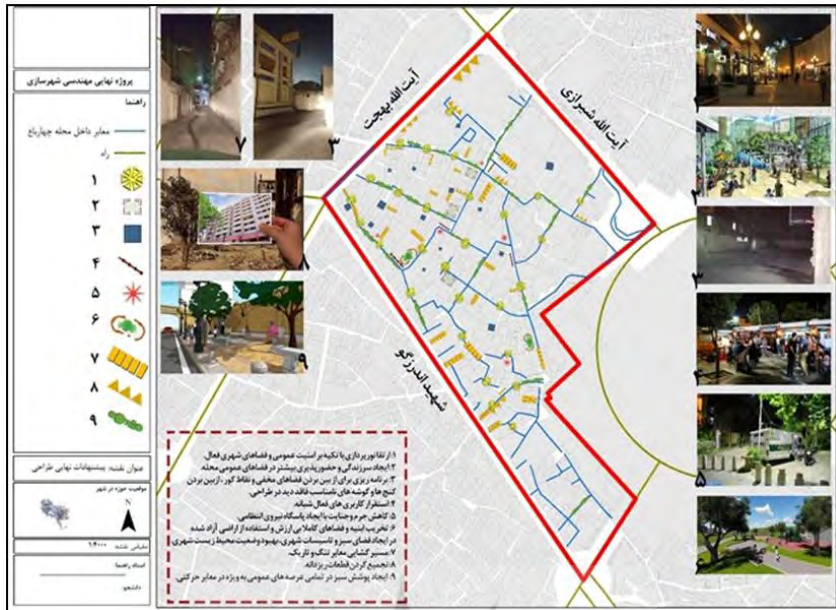 پروژه نهایی مهندسی شهرسازی
راهنما
معابر داخل محله چهارباغ
راه
۱
۲
۳
۴
۵
۶
۷
۸
۹
عنوان نقشه: پیشنهادات نهایی طراحی
موقعیت حوزه در شهر
N
مقیاس نقشه: ۱:۴۰۰۰
استاد راهنما:
دانشجو:
آیت الله بهجت
آیت الله شیرازی
شهید اندرزگو
۷
۳
۸
۹
۳
۴
۵
۱: ارتقا نورپردازی با تکیه بر امنیت عمومی و فضاهای شهری فعال.
۲: ایجاد سرزندگی و حضورپذیری بیشتر در فضاهای عمومی محله.
۳: برنامه ریزی برای از بین بردن فضاهای مخفی و نقاط کور، ازبین بردن
کنج ها و گوشه های نامناسب فاقد دید در طراحی.
۴: استقرار کاربری های فعال شبانه.
۵: کاهش جرم و جنایت با ایجاد پاسگاه نیروی انتظامی.
۶: تخریب ابنیه و فضاهای کاملا بی ارزش و استفاده از اراضی آزاد شده
در ایجاد فضای سبز و تاسیسات شهری، بهبود وضعیت محیط زیست شهری.
۷: مسیر گشایی معابر تنگ و تاریک.
۸: تجمیع کردن قطعات ریزدانه.
۹: ایجاد پوشش سبز در تمامی عرصه های عمومی به ویژه در معابر حرکتی.